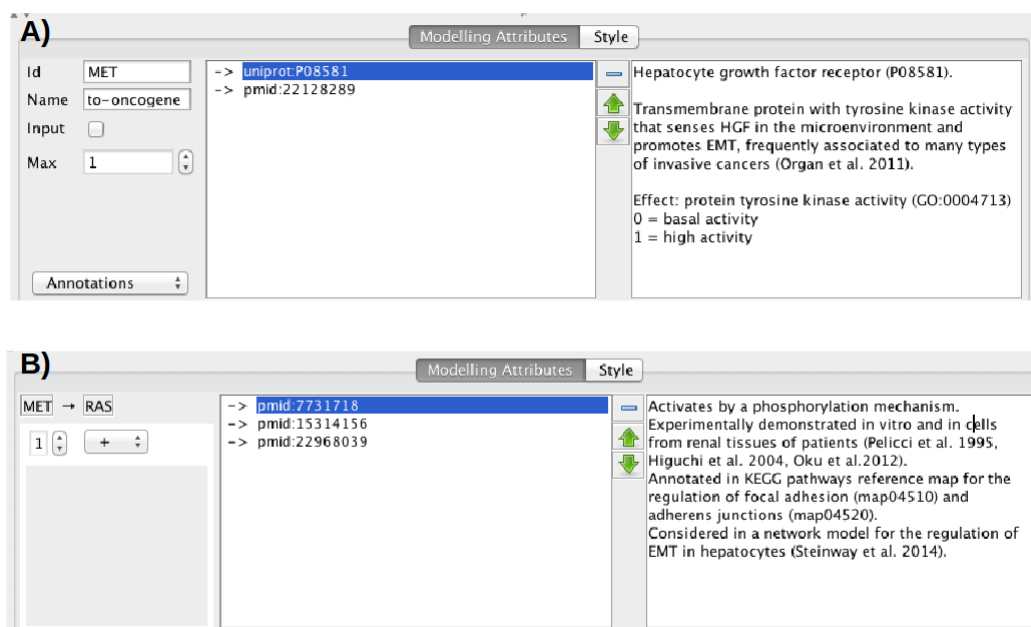 A)
Modelling Attributes Style
Id MET
Name to-oncogene
Input
Max 1
Annotations
-> uniprot:P08581
-> pmid:22128289
Hepatocyte growth factor receptor (P08581).
Transmembrane protein with tyrosine kinase activity
that senses HGF in the microenvironment and
promotes EMT, frequently associated to many types
of invasive cancers (Organ et al. 2011).
Effect: protein tyrosine kinase activity (GO:0004713)
0 = basal activity
1 = high activity
B)
Modelling Attributes Style
MET → RAS
1 +
-> pmid:7731718
-> pmid:15314156
-> pmid:22968039
Activates by a phosphorylation mechanism.
Experimentally demonstrated in vitro and in cells
from renal tissues of patients (Pelicci et al. 1995,
Higuchi et al. 2004, Oku et al.2012).
Annotated in KEGG pathways reference map for the
regulation of focal adhesion (map04510) and
adherens junctions (map04520).
Considered in a network model for the regulation of
EMT in hepatocytes (Steinway et al. 2014).